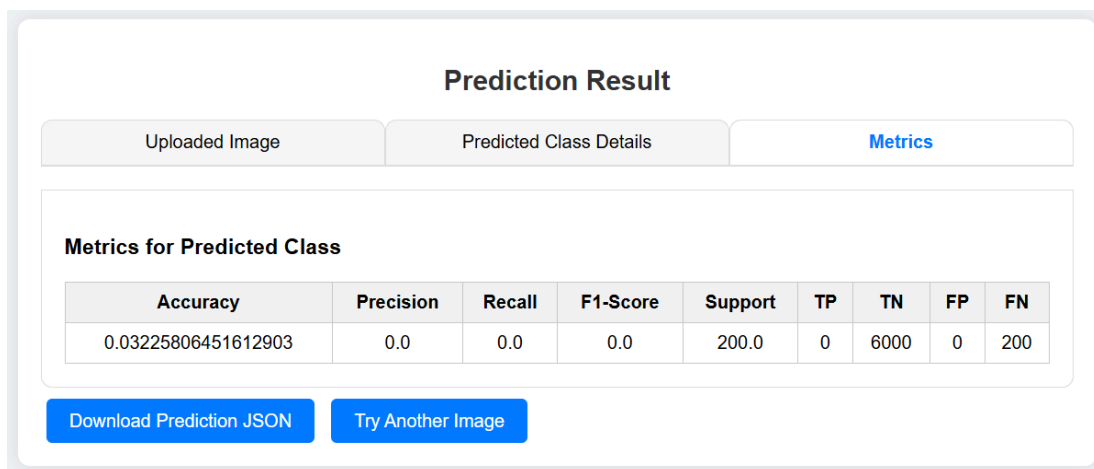 Prediction Result
Uploaded Image Predicted Class Details Metrics
Metrics for Predicted Class
Accuracy Precision Recall F1-Score Support TP TN FP FN
0.03225806451612903 0.0 0.0 0.0 200.0 0 6000 0 200
Download Prediction JSON Try Another Image